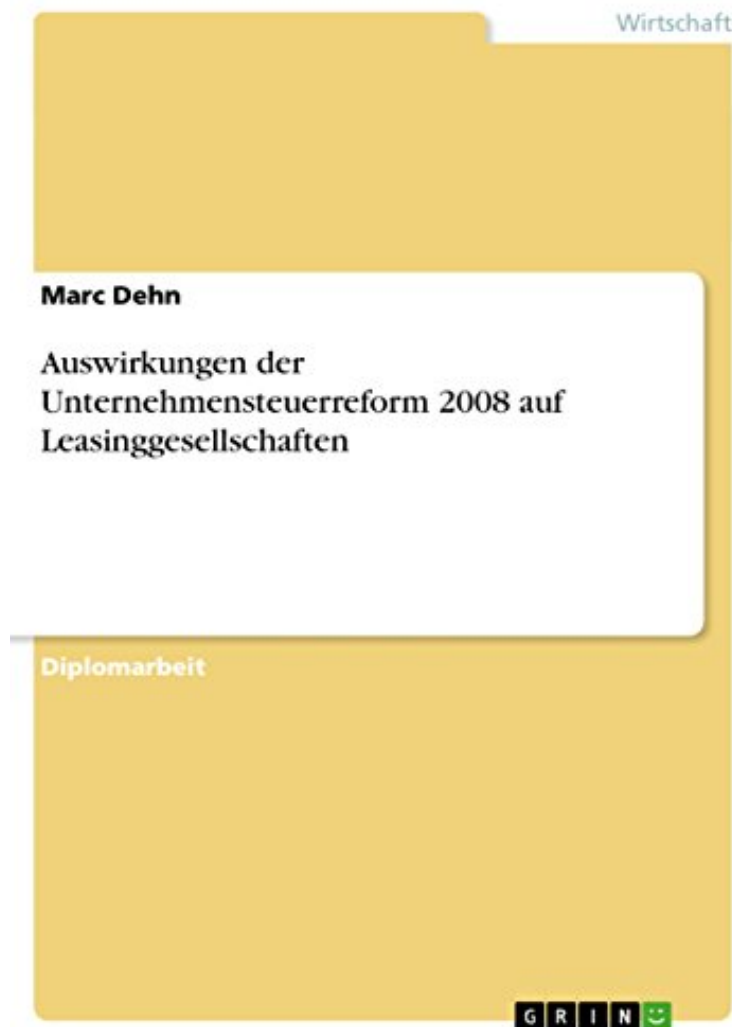 Wirtschaft
Marc Dehn
Auswirkungen der
Unternehmensteuerreform 2008 auf
Leasinggesellschaften
Diplomarbeit
GRIN